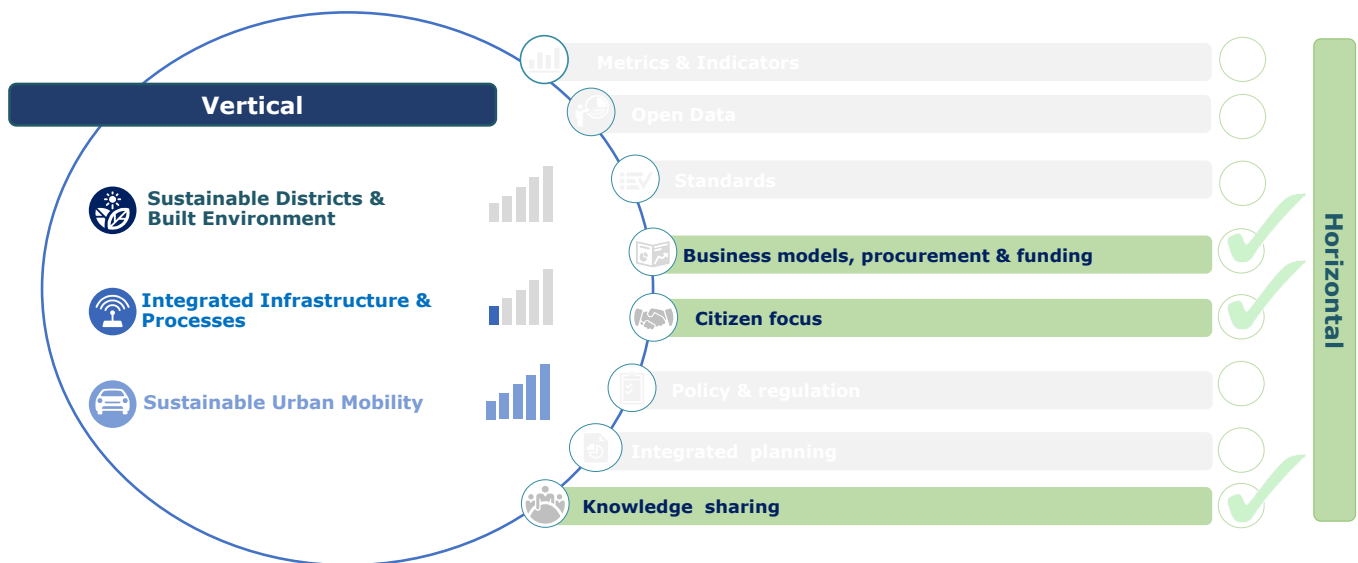 Vertical
Sustainable Districts &
Built Environment
Integrated Infrastructure &
Processes
Sustainable Urban Mobility
Metrics & Indicators
Open Data
Standards
Business models, procurement & funding
Citizen focus
Policy & regulation
Integrated planning
Knowledge sharing
Horizontal